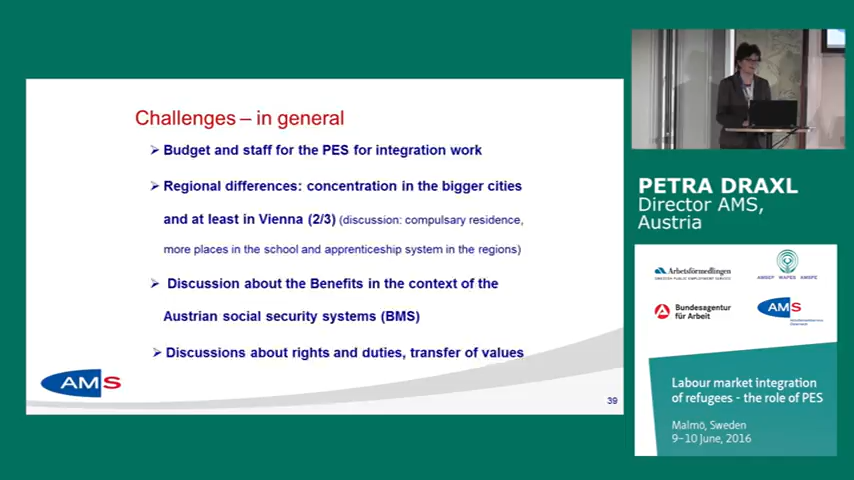 Challenges – in general
➢ Budget and staff for the PES for integration work
➢ Regional differences: concentration in the bigger cities
and at least in Vienna (2/3) (discussion: compulsary residence,
more places in the school and apprenticeship system in the regions)
➢ Discussion about the Benefits in the context of the
Austrian social security systems (BMS)
➢ Discussions about rights and duties, transfer of values
AMS
39
PETRA DRAXL
Director AMS,
Austria
Arbetsförmedlingen
SWEDISH PUBLIC EMPLOYMENT SERVICE
AMSEP WAPES AMSPE
Bundesagentur
für Arbeit
AMS
Labour market integration
of refugees - the role of PES
Malmö, Sweden
9–10 June, 2016